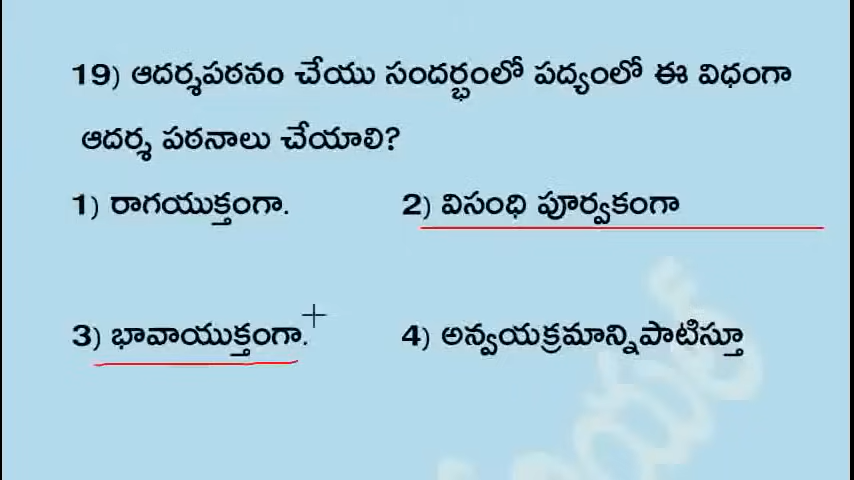 19) ఆదర్శపఠనం చేయు సందర్భంలో పద్యంలో ఈ విధంగా
ఆదర్శ పఠనాలు చేయాలి?
1) రాగయుక్తంగా. 2) విసంధి పూర్వకంగా
3) భావాయుక్తంగా. 4) అన్వయక్రమాన్నిపాటిస్తూ